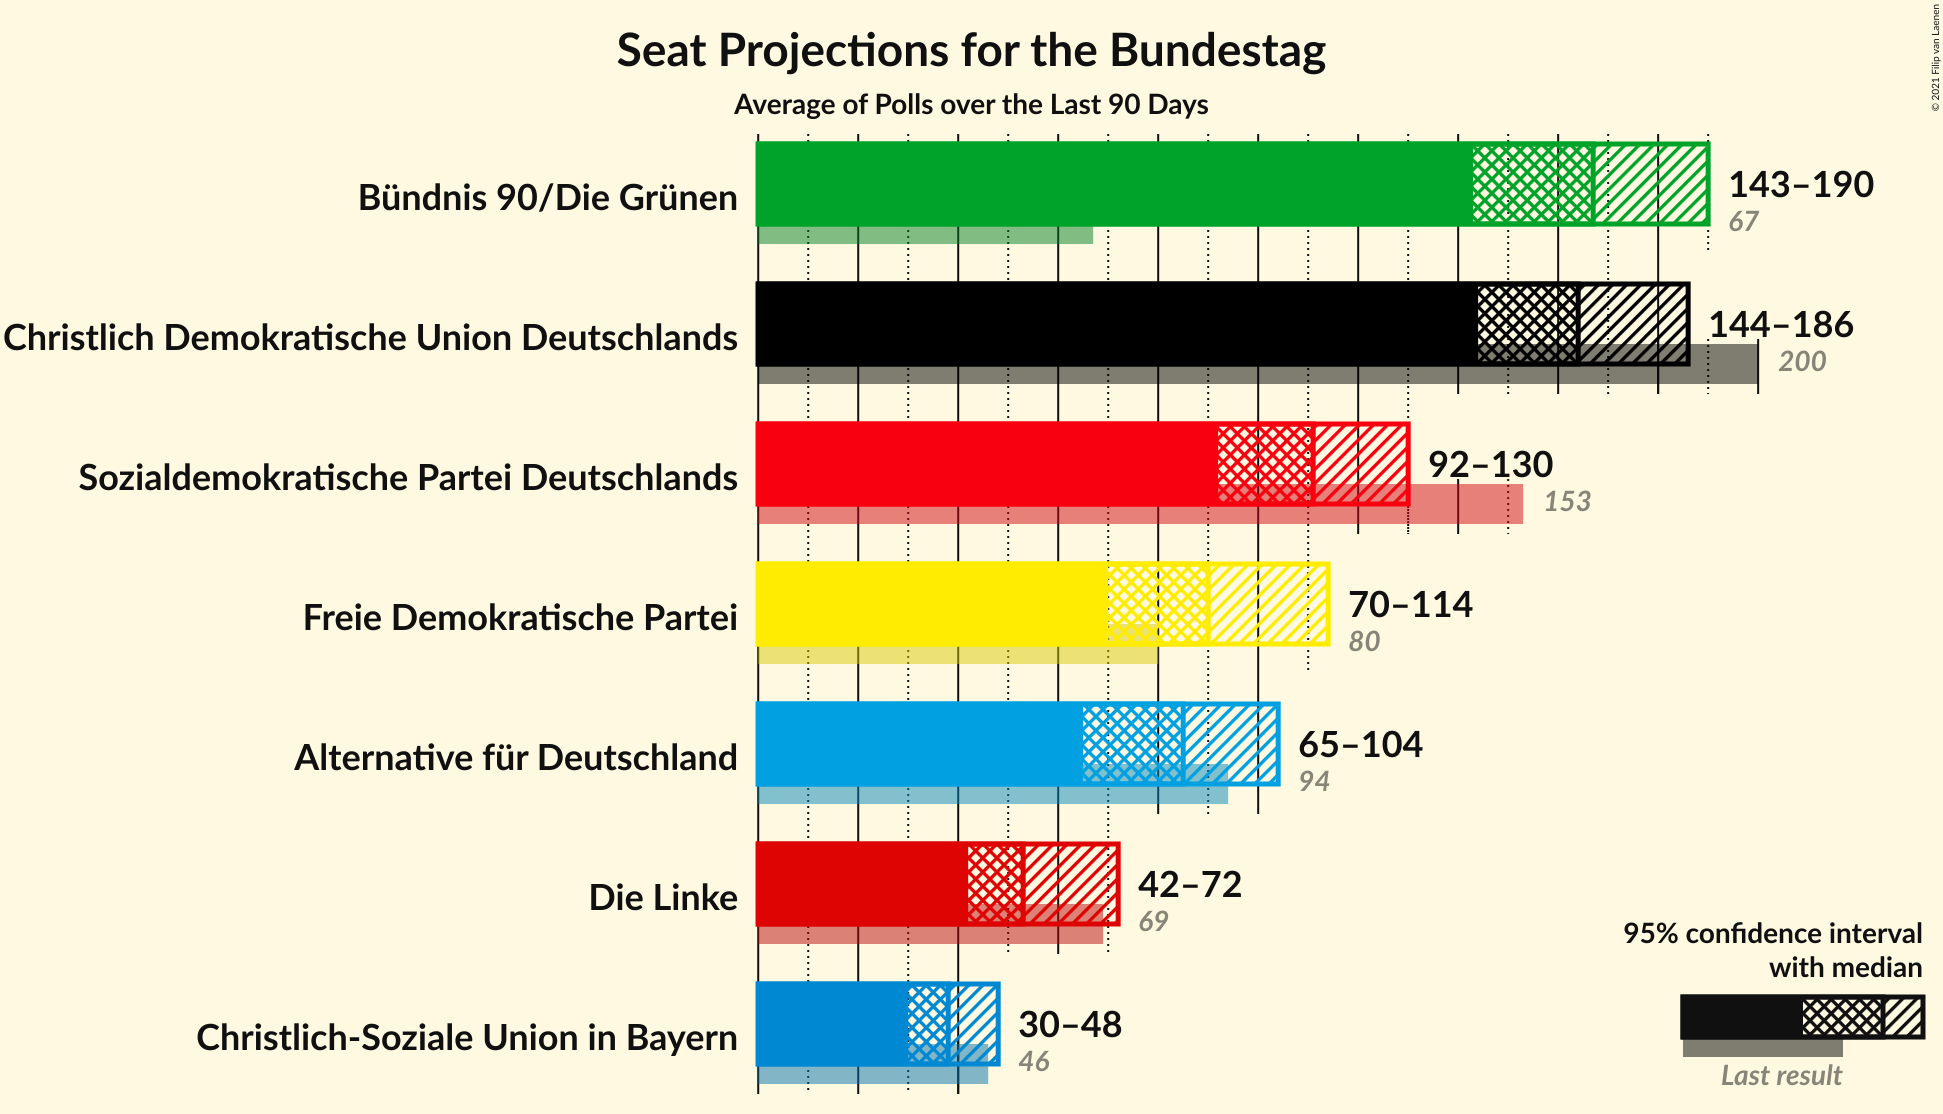 Seat Projections for the Bundestag
Average of Polls over the Last 90 Days
© 2021 Filip van Laenen
Bündnis 90/Die Grünen
143–190
67
Christlich Demokratische Union Deutschlands
144–186
200
Sozialdemokratische Partei Deutschlands
92–130
153
Freie Demokratische Partei
70–114
80
Alternative für Deutschland
65–104
94
Die Linke
42–72
69
Christlich-Soziale Union in Bayern
30–48
46
95% confidence interval
with median
Last result